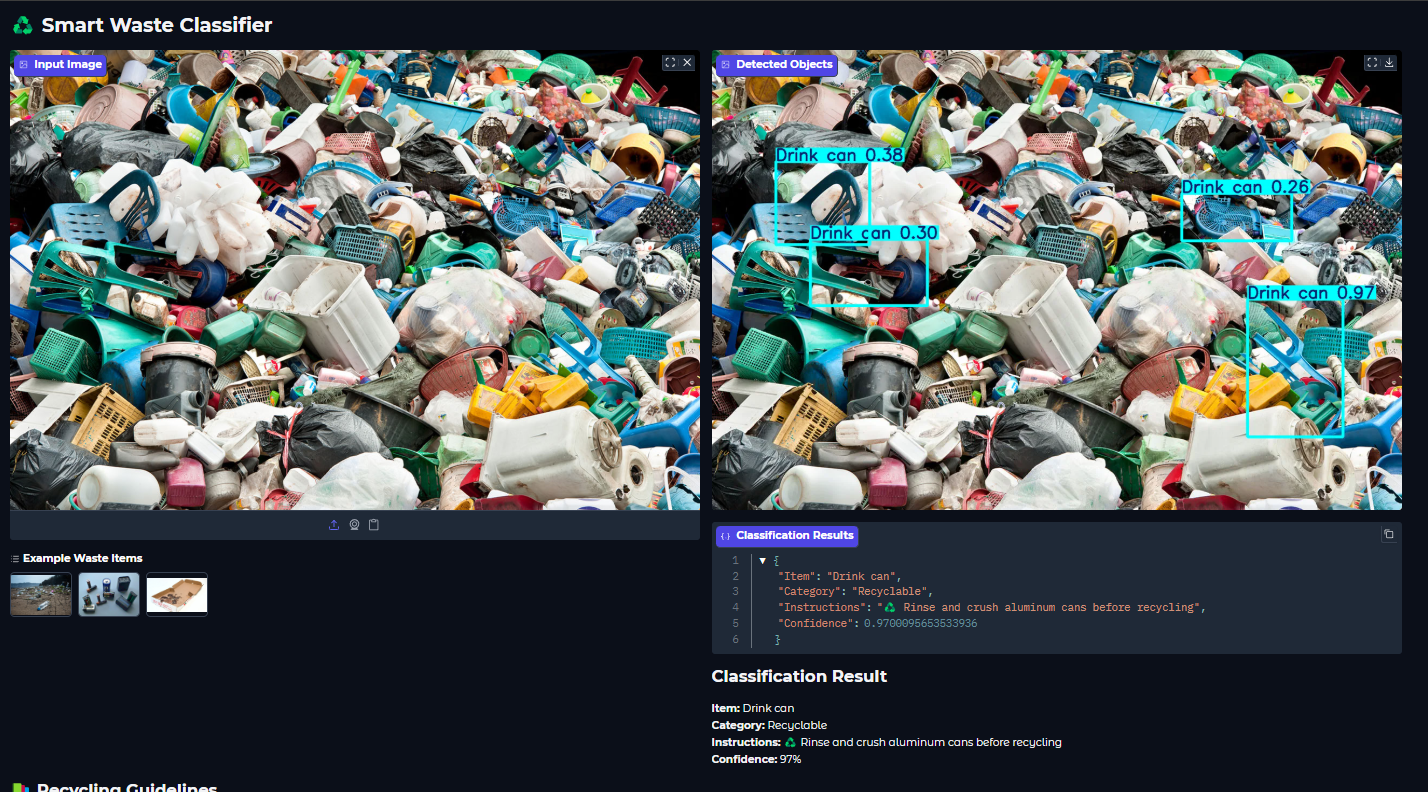 ♻ Smart Waste Classifier
Input Image
Example Waste Items
Detected Objects
Drink can 0.38
Drink can 0.26
Drink can 0.30
Drink can 0.97
Classification Results
1 ▼ {
2 "Item": "Drink can",
3 "Category": "Recyclable",
4 "Instructions": "♻ Rinse and crush aluminum cans before recycling",
5 "Confidence": 0.9700095653533936
6 }
Classification Result
Item: Drink can
Category: Recyclable
Instructions: ♻ Rinse and crush aluminum cans before recycling
Confidence: 97%
Recycling Guidelines